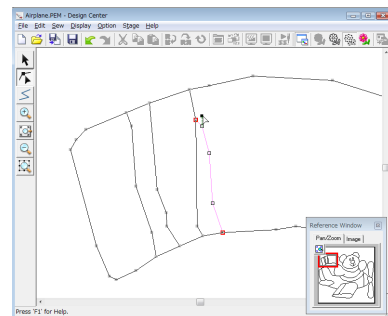 Airplane.PEM - Design Center
File Edit Sew Display Option Stage Help
Reference Window
Pan/Zoom Image
Press 'F1' for Help.